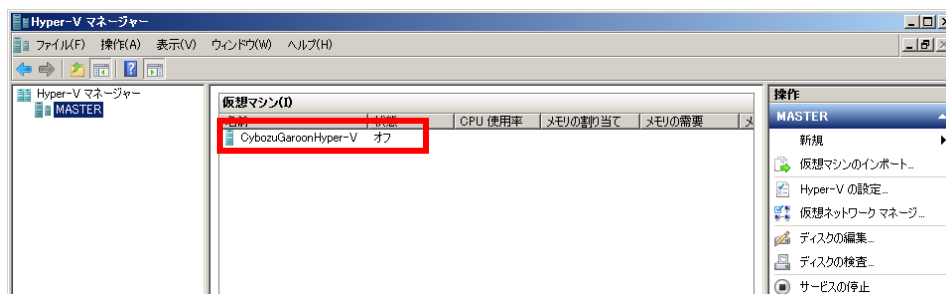 Hyper-V マネージャー
ファイル(F) 操作(A) 表示(V) ウィンドウ(W) ヘルプ(H)
Hyper-V マネージャー
MASTER
仮想マシン(I)
名前 状態 CPU 使用率 メモリの割り当て メモリの需要
CybozuGaroonHyper-V オフ
操作
MASTER
新規
仮想マシンのインポート...
Hyper-V の設定...
仮想ネットワーク マネージ...
ディスクの編集...
ディスクの検査...
サービスの停止